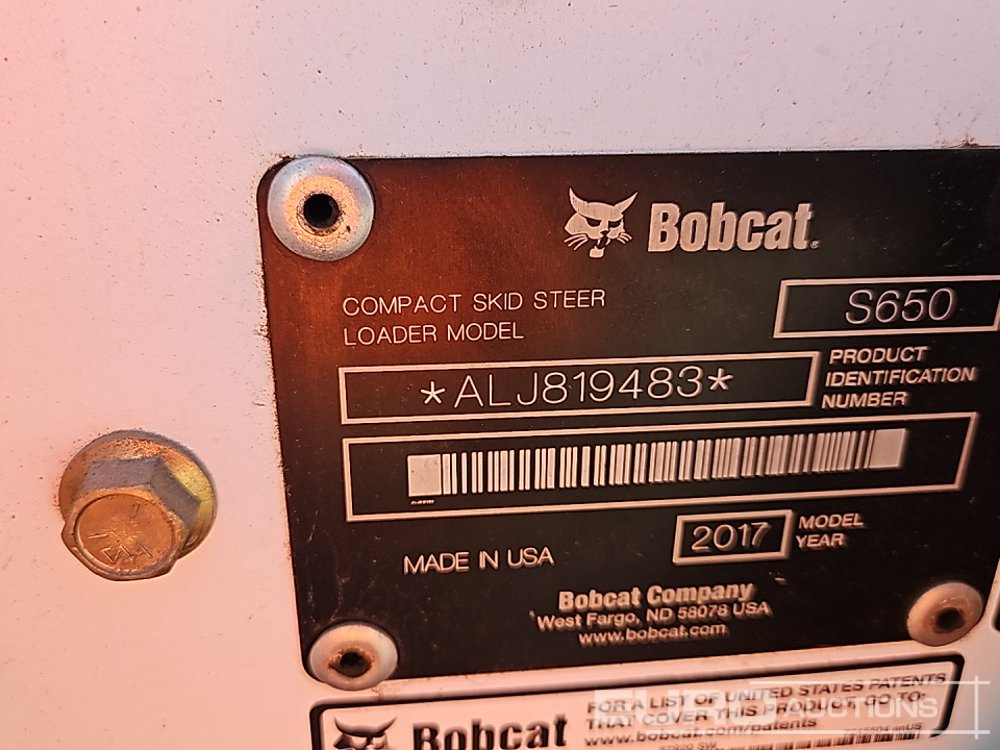 Bobcat.
COMPACT SKID STEER
LOADER MODEL
S650
*ALJ819483*
PRODUCT
IDENTIFICATION
NUMBER
MADE IN USA
2017
MODEL
YEAR
Bobcat Company
West Fargo, ND 58078 USA
www.bobcat.com
Bobcat
FOR A LIST OF UNITED STATES PATENTS
THAT COVER THIS PRODUCT, GO TO:
www.bobcat.com/patents
EURO AUCTIONS